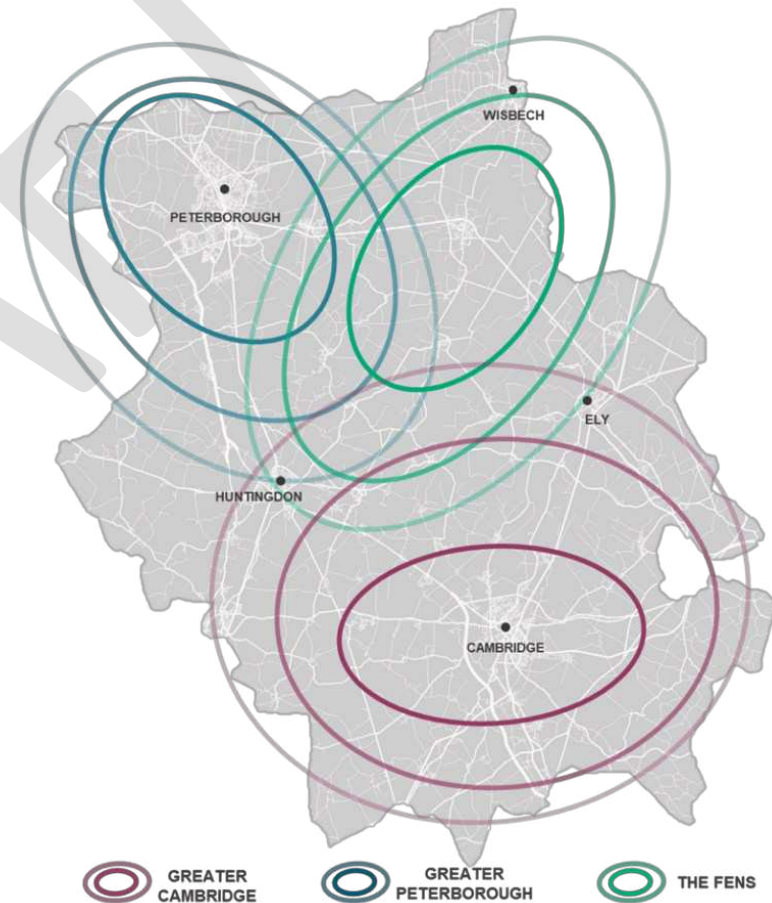 WISBECH
PETERBOROUGH
ELY
HUNTINGDON
CAMBRIDGE
GREATER
CAMBRIDGE
GREATER
PETERBOROUGH
THE FENS